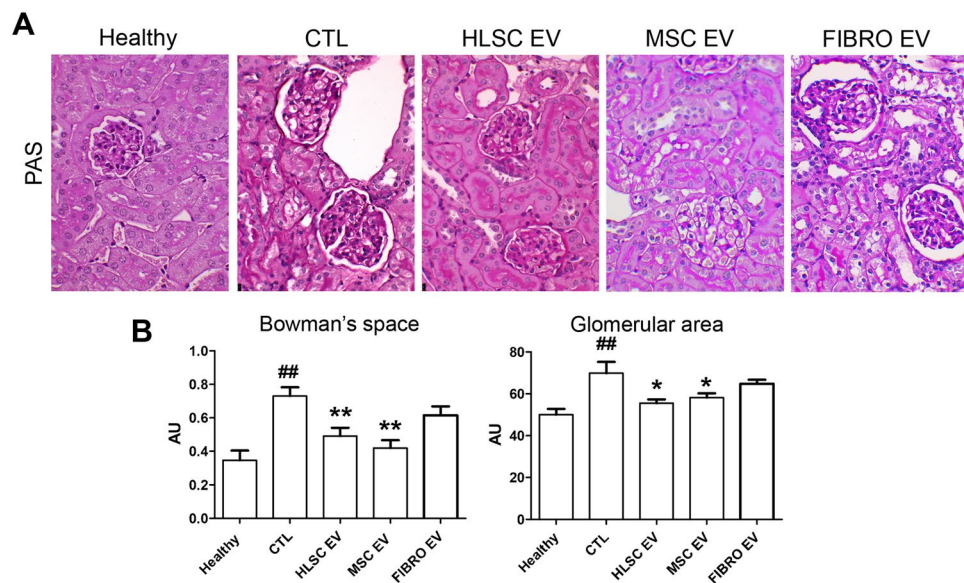 A
Healthy CTL HLSC EV MSC EV FIBRO EV
PAS
B
Bowman's space
AU
1.0
0.8
0.6
0.4
0.2
0.0
##
**
**
Healthy
CTL
HLSC EV
MSC EV
FIBRO EV
Glomerular area
AU
80
60
40
20
0
##
*
*
Healthy
CTL
HLSC EV
MSC EV
FIBRO EV